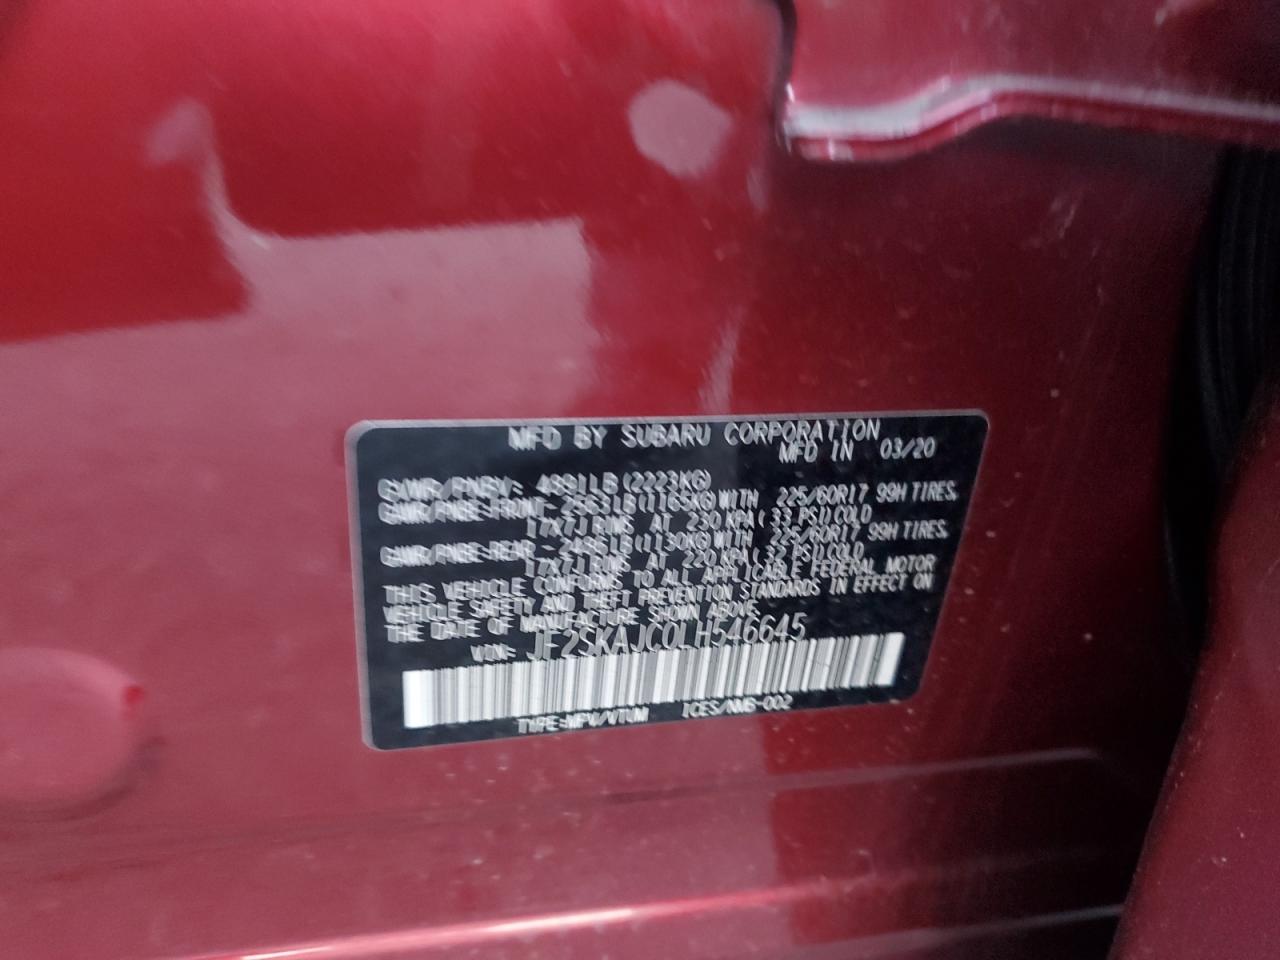 MFD BY SUBARU CORPORATION
MFD IN 03/20
GVWR/PNBV: 4891LB(2223KG)
GAWR/PNBE:FRONT-2563LB(1165KG)WITH 225/60R17 99H TIRES,
17X7J RIMS AT 230 KPA( 33 PSI)COLD
GAWR/PNBE:REAR -2486LB(1130KG)WITH 225/60R17 99H TIRES,
17X7J RIMS AT 220 KPA( 32 PSI)COLD
THIS VEHICLE CONFORMS TO ALL APPLICABLE FEDERAL MOTOR
VEHICLE SAFETY AND THEFT PREVENTION STANDARDS IN EFFECT ON
THE DATE OF MANUFACTURE SHOWN ABOVE.
VIN: JF2SKAJC0LH546645
TYPE:MPV/VTUM ICES/NMB-002